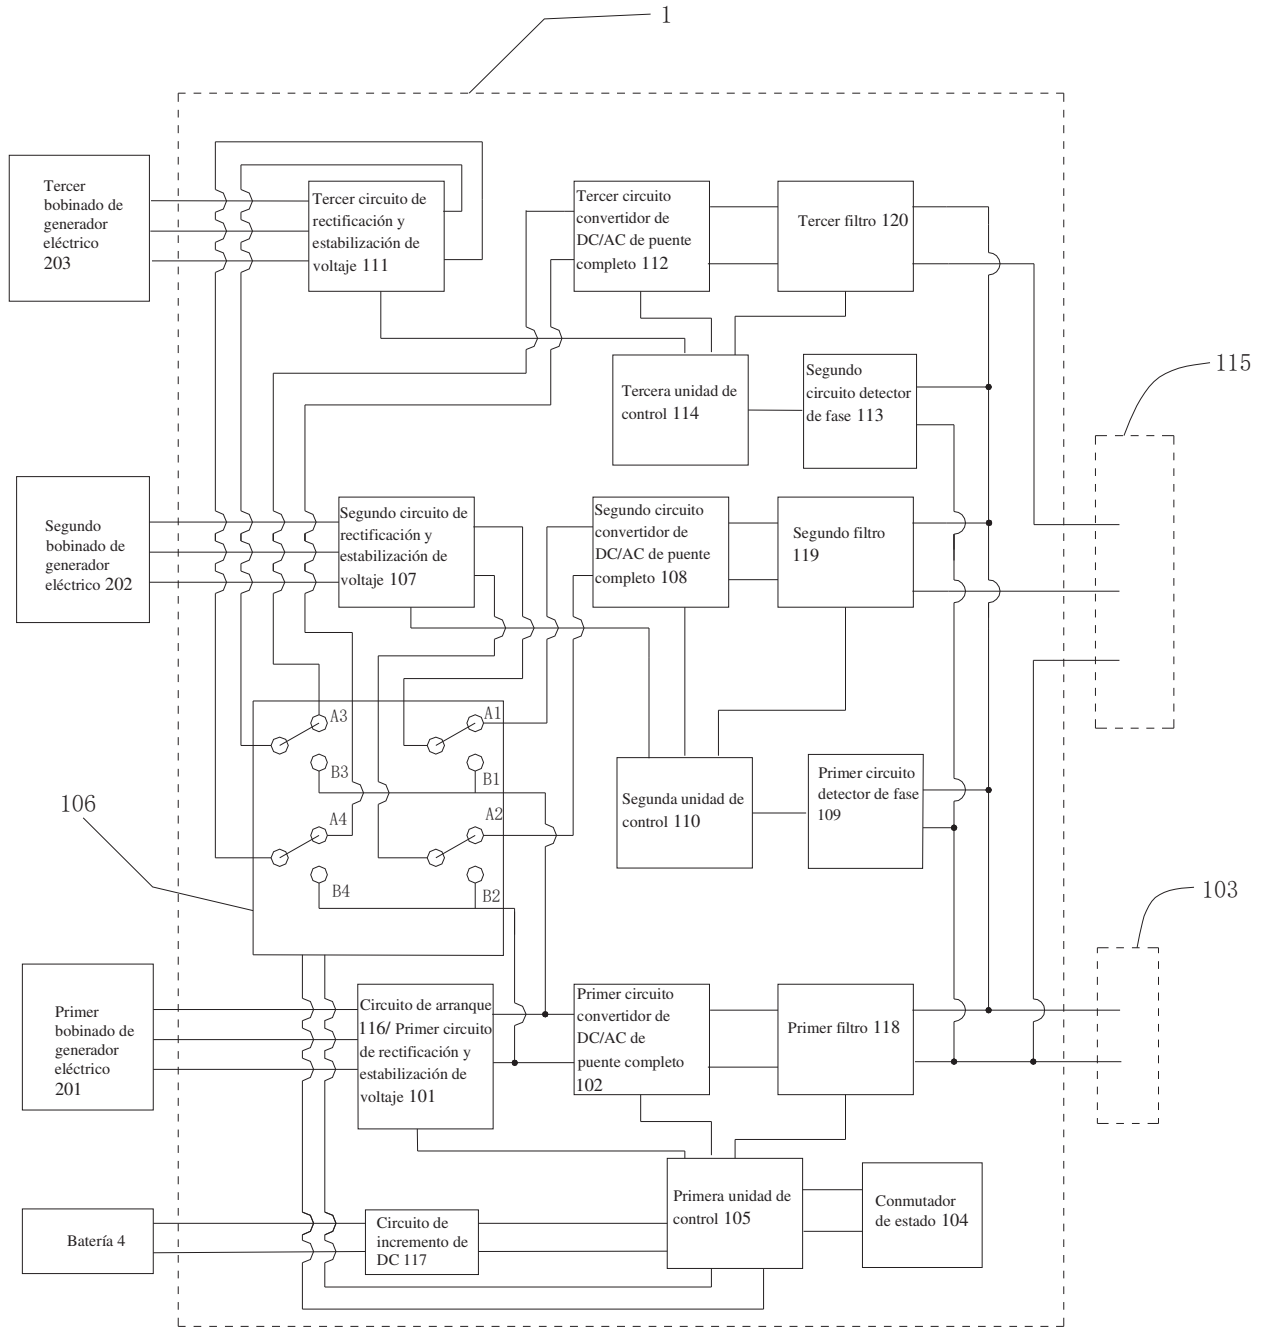 1
Tercer
bobinado de
generador
eléctrico
203
Tercer circuito de
rectificación y
estabilización de
voltaje 111
Tercer circuito
convertidor de
DC/AC de puente
completo 112
Tercer filtro 120
Tercera unidad de
control 114
Segundo
circuito detector
de fase 113
115
Segundo
bobinado de
generador
eléctrico 202
Segundo circuito de
rectificación y
estabilización de
voltaje 107
Segundo circuito
convertidor de
DC/AC de puente
completo 108
Segundo filtro
119
A3
A1
B3
B1
A4
A2
B4
B2
106
Segunda unidad de
control 110
Primer circuito
detector de fase
109
103
Primer
bobinado de
generador
eléctrico
201
Circuito de arranque
116/ Primer circuito
de rectificación y
estabilización de
voltaje 101
Primer circuito
convertidor de
DC/AC de
puente completo
102
Primer filtro 118
Primera unidad de
control 105
Conmutador
de estado 104
Batería 4
Circuito de
incremento de
DC 117